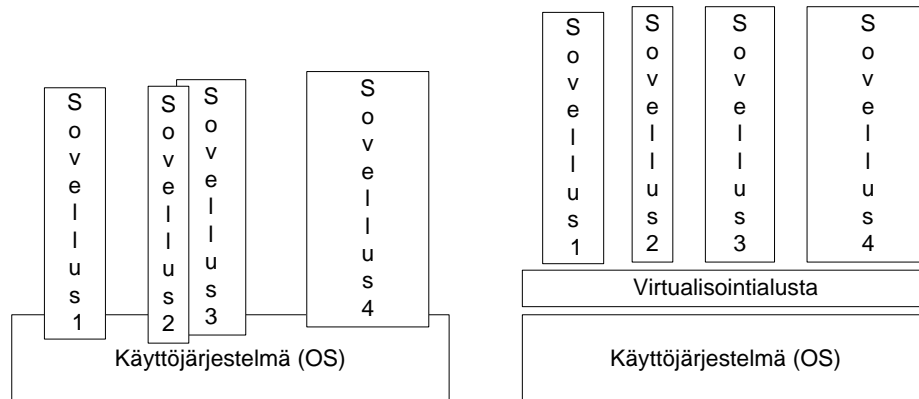 Sovellus1
Sovellus2
Sovellus3
Sovellus4
Käyttöjärjestelmä (OS)
Sovellus1
Sovellus2
Sovellus3
Sovellus4
Virtualisointialusta
Käyttöjärjestelmä (OS)